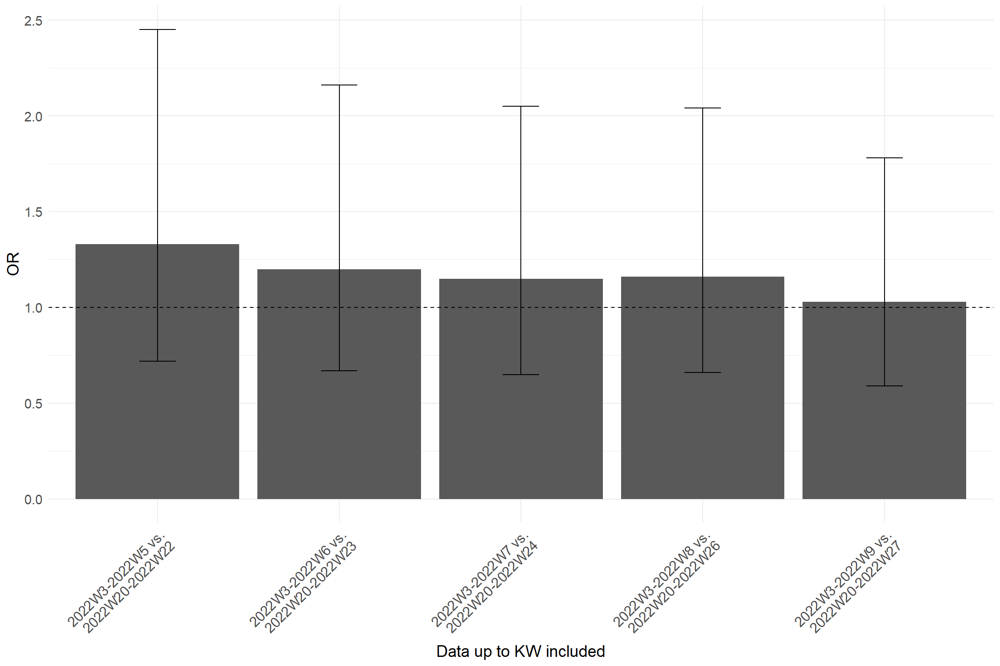 2.5
2.0
1.5
1.0
0.5
0.0
OR
2022W3-2022W5 vs.
2022W20-2022W22
2022W3-2022W6 vs.
2022W20-2022W23
2022W3-2022W7 vs.
2022W20-2022W24
2022W3-2022W8 vs.
2022W20-2022W26
2022W3-2022W9 vs.
2022W20-2022W27
Data up to KW included